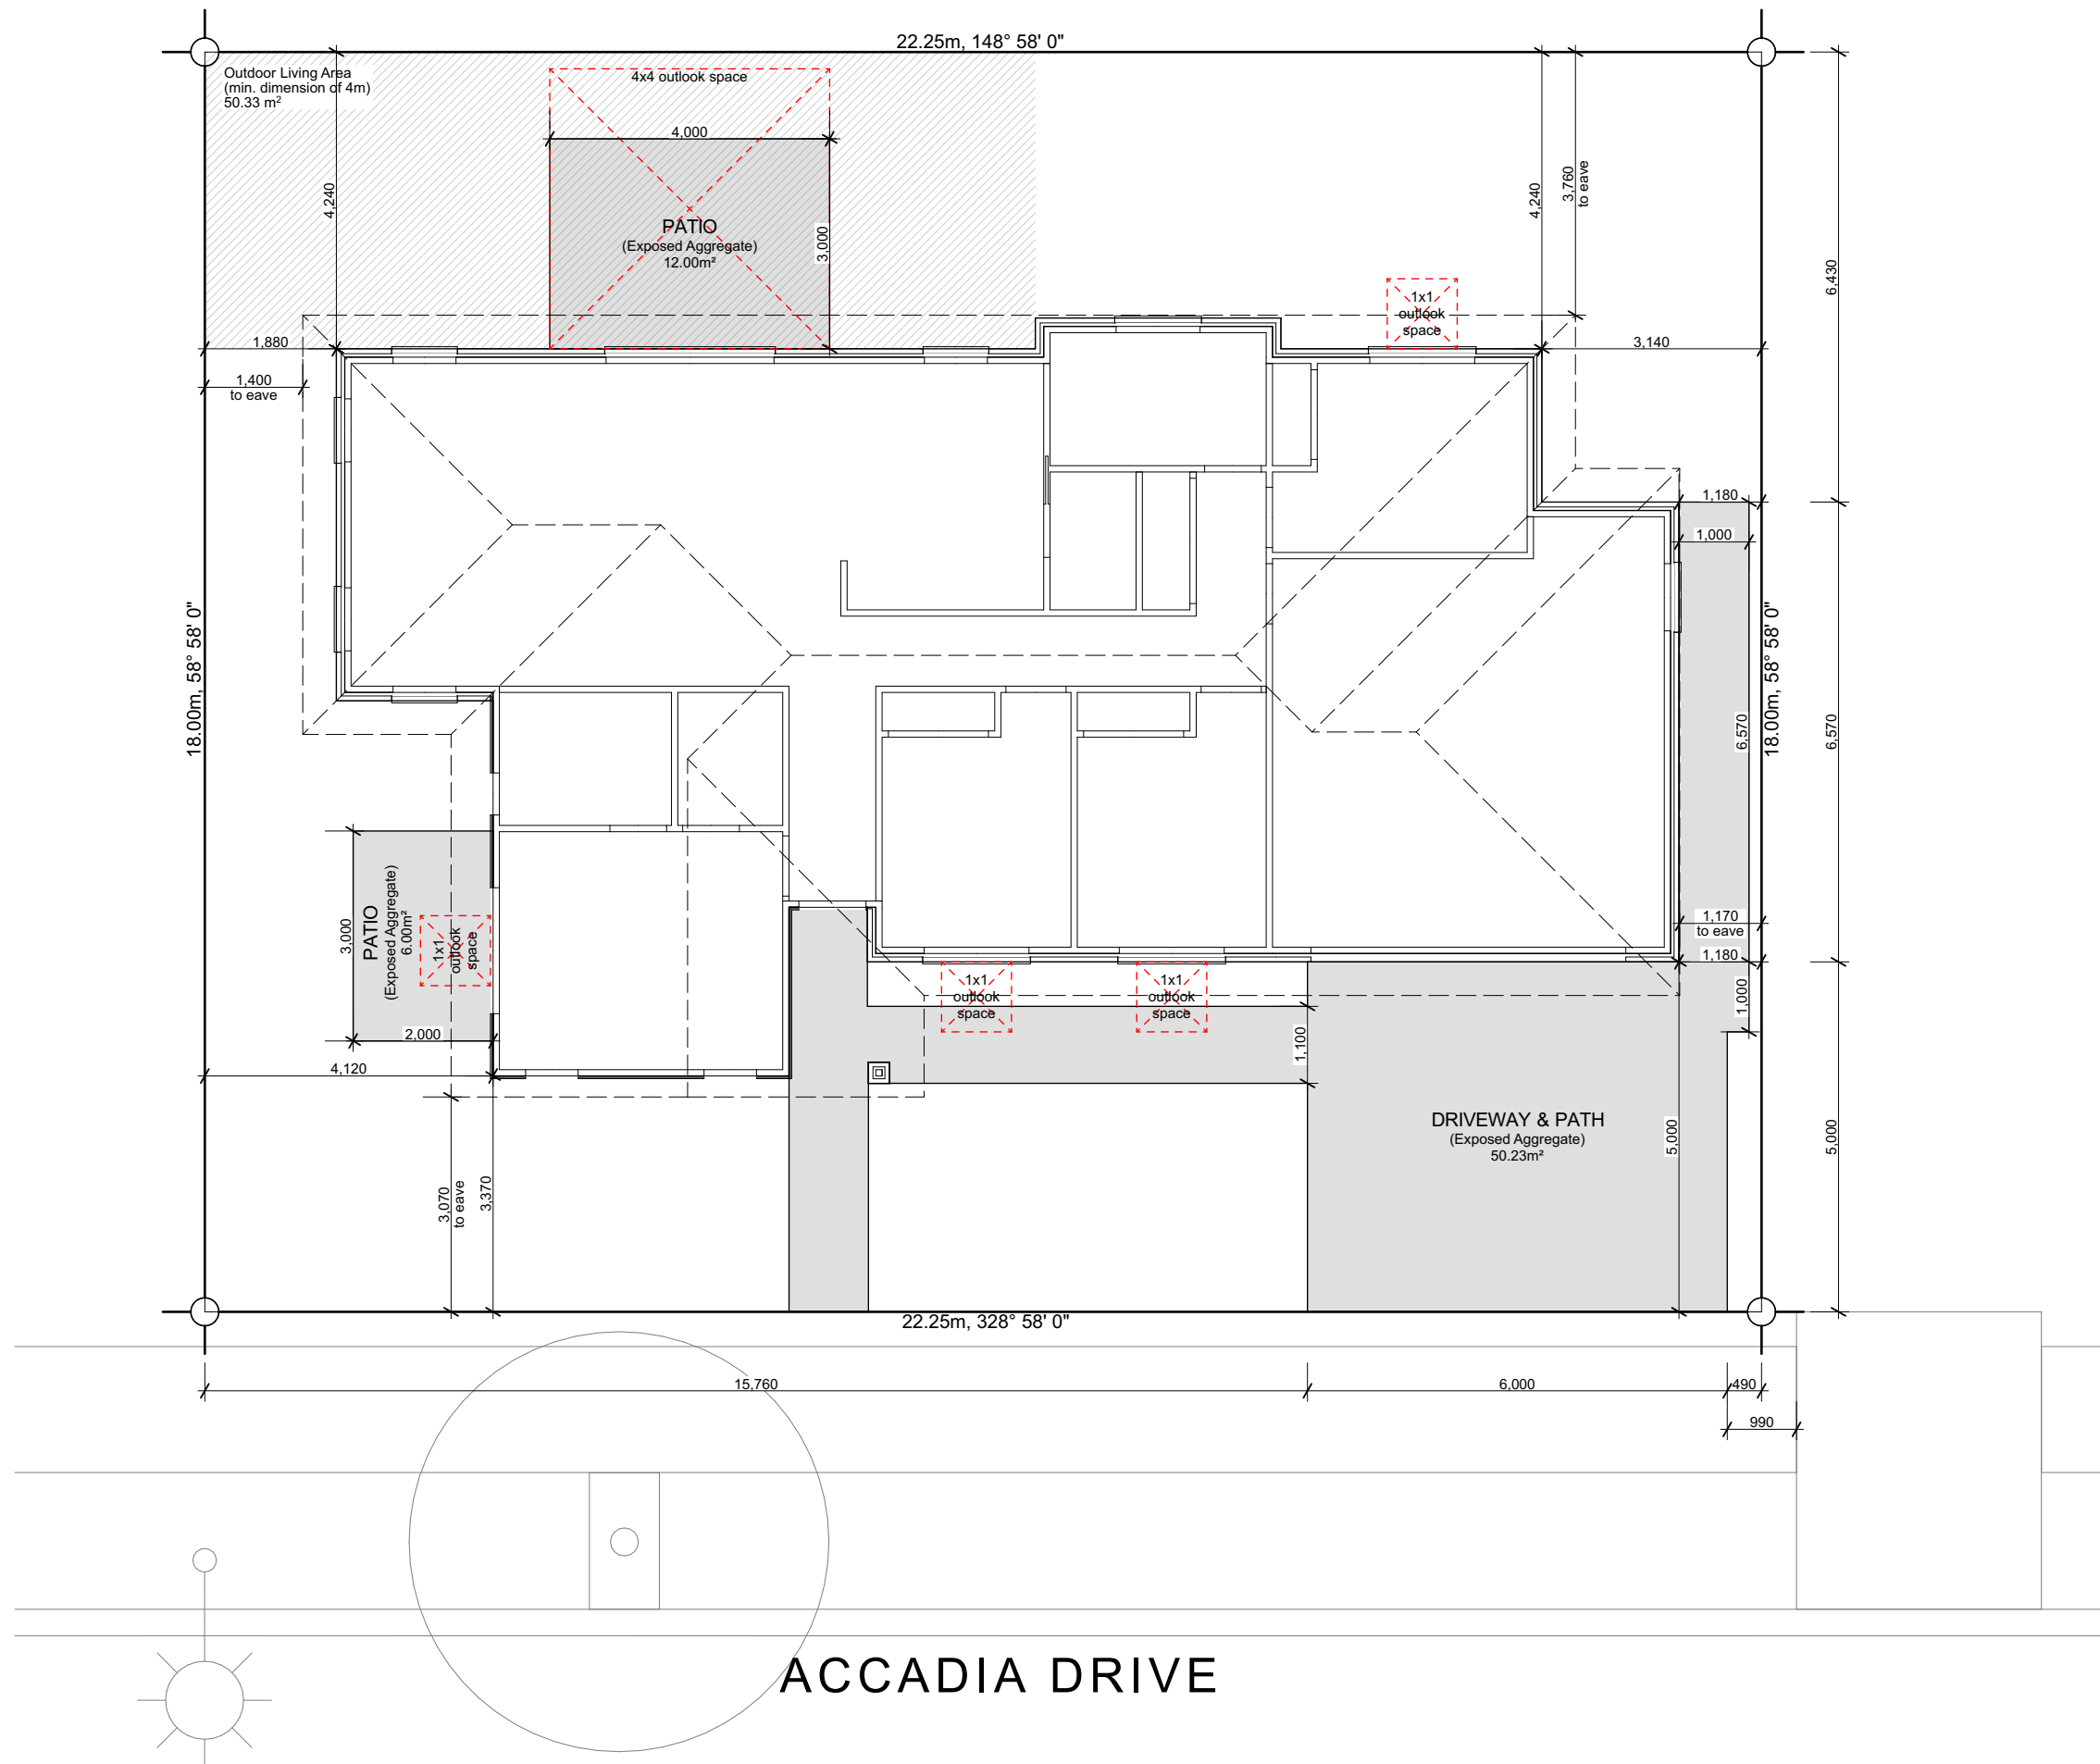 22.25m, 148° 58' 0"
Outdoor Living Area
(min. dimension of 4m)
50.33 m²
4x4 outlook space
4,000
4,240
PATIO
(Exposed Aggregate)
12.00m²
3,000
4,240
3,760
to eave
6,430
1x1
outlook
space
1,880
3,140
1,400
to eave
1,180
1,000
18.00m, 58° 58' 0"
6,570
18.00m, 58° 58' 0"
6,570
PATIO
(Exposed Aggregate)
6.00m²
3,000
1x1
outlook
space
2,000
4,120
1,170
to eave
1,180
1x1
outlook
space
1x1
outlook
space
1,000
1,100
DRIVEWAY & PATH
(Exposed Aggregate)
50.23m²
5,000
5,000
3,070
to eave
3,370
22.25m, 328° 58' 0"
15,760
6,000
490
990
ACCADIA DRIVE